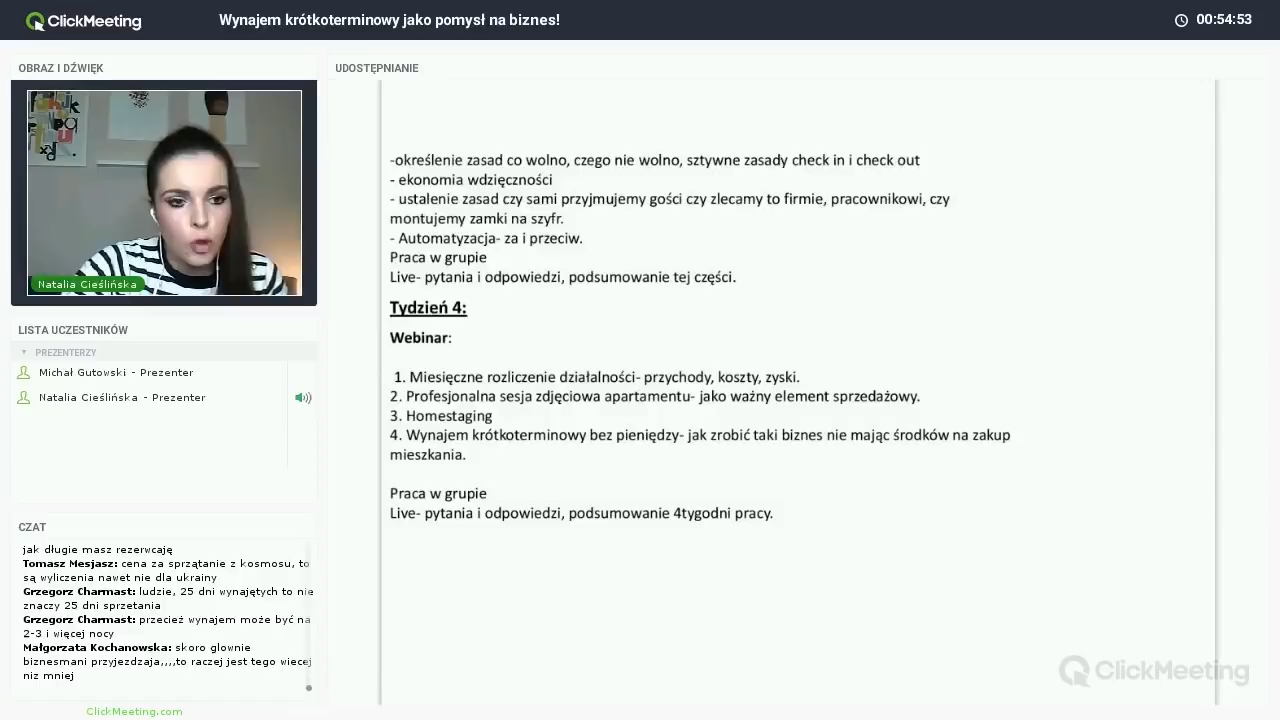 ClickMeeting
Wynajem krótkoterminowy jako pomysł na biznes!
00:54:53
OBRAZ I DŹWIĘK
Natalia Cieślińska
LISTA UCZESTNIKÓW
PREZENTERZY
Michał Gutowski - Prezenter
Natalia Cieślińska - Prezenter
CZAT
jak długie masz rezerwcaję
Tomasz Mesjasz: cena za sprzątanie z kosmosu, to
są wyliczenia nawet nie dla ukrainy
Grzegorz Charmast: ludzie, 25 dni wynajętych to nie
znaczy 25 dni sprzetania
Grzegorz Charmast: przecież wynajem może być na
2-3 i więcej nocy
Małgorzata Kochanowska: skoro glownie
biznesmani przyjezdzaja,,,,to raczej jest tego wiecej
niz mniej
ClickMeeting.com
UDOSTĘPNIANIE
-określenie zasad co wolno, czego nie wolno, sztywne zasady check in i check out
- ekonomia wdzięczności
- ustalenie zasad czy sami przyjmujemy gości czy zlecamy to firmie, pracownikowi, czy
montujemy zamki na szyfr.
- Automatyzacja- za i przeciw.
Praca w grupie
Live- pytania i odpowiedzi, podsumowanie tej części.
Tydzień 4:
Webinar:
1. Miesięczne rozliczenie działalności- przychody, koszty, zyski.
2. Profesjonalna sesja zdjęciowa apartamentu- jako ważny element sprzedażowy.
3. Homestaging
4. Wynajem krótkoterminowy bez pieniędzy- jak zrobić taki biznes nie mając środków na zakup
mieszkania.
Praca w grupie
Live- pytania i odpowiedzi, podsumowanie 4tygodni pracy.
ClickMeeting